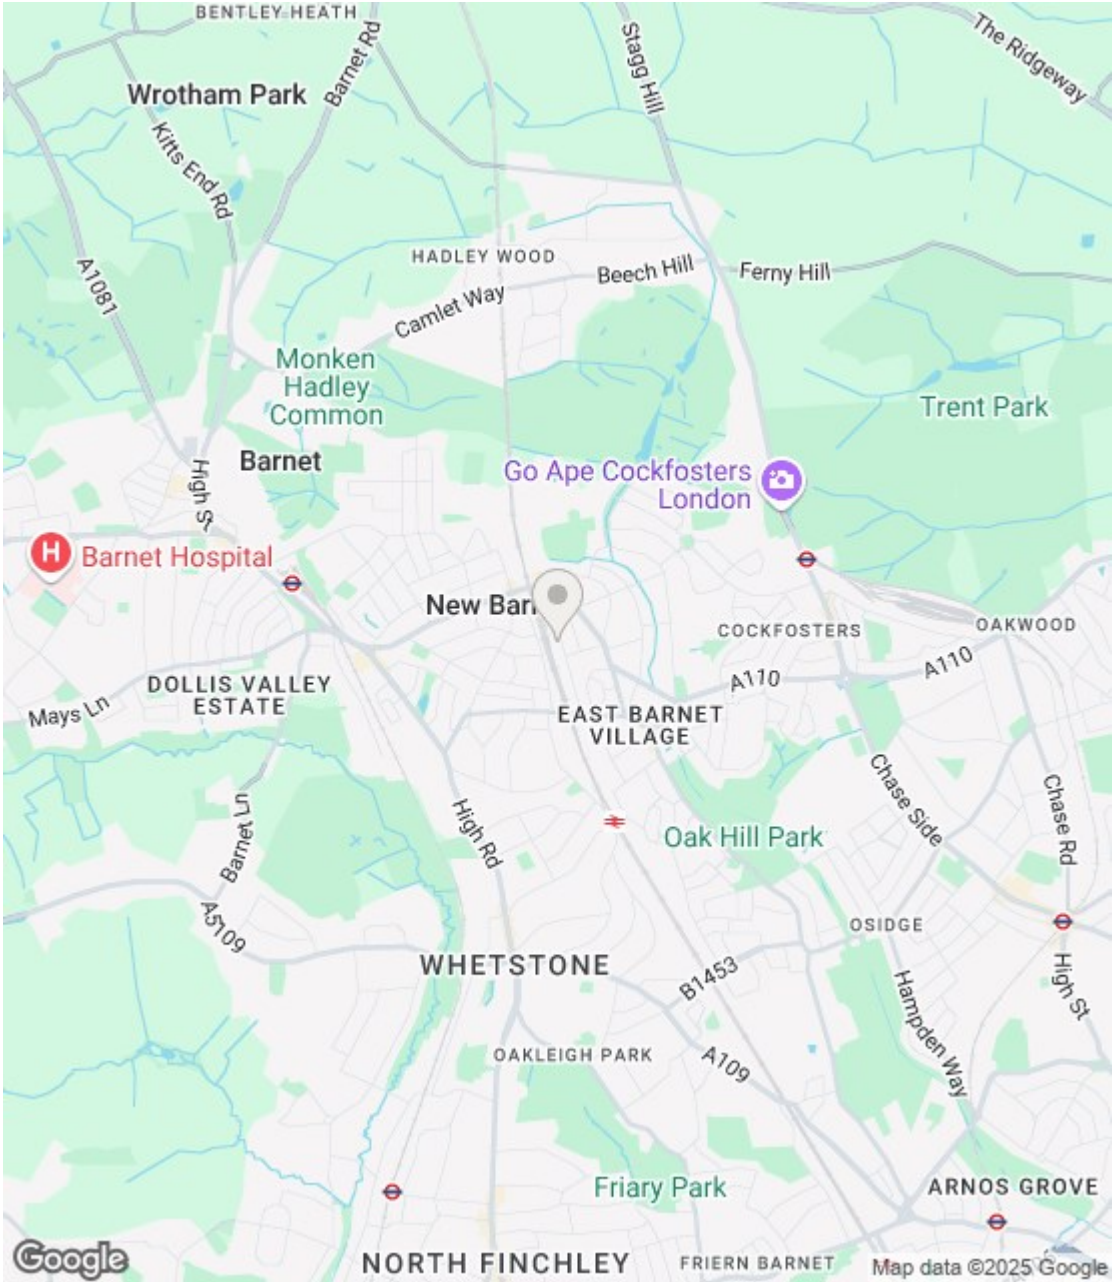 BENTLEY HEATH
Barnet Rd
Stagg Hill
The Ridgeway
Wrotham Park
Kitts End Rd
A1081
HADLEY WOOD
Beech Hill
Ferny Hill
Camlet Way
Monken
Hadley
Common
Trent Park
Barnet
High St
Go Ape Cockfosters
London
H
Barnet Hospital
New Bar
COCKFOSTERS
OAKWOOD
A110
A110
DOLLIS VALLEY
ESTATE
Mays Ln
EAST BARNET
VILLAGE
Barnet Ln
High Rd
Chase Side
Chase Rd
Oak Hill Park
A5109
OSIDGE
WHETSTONE
B1453
High St
Hampden Way
OAKLEIGH PARK
A109
Friary Park
ARNOS GROVE
Google
NORTH FINCHLEY
FRIERN BARNET
Map data ©2025 Google